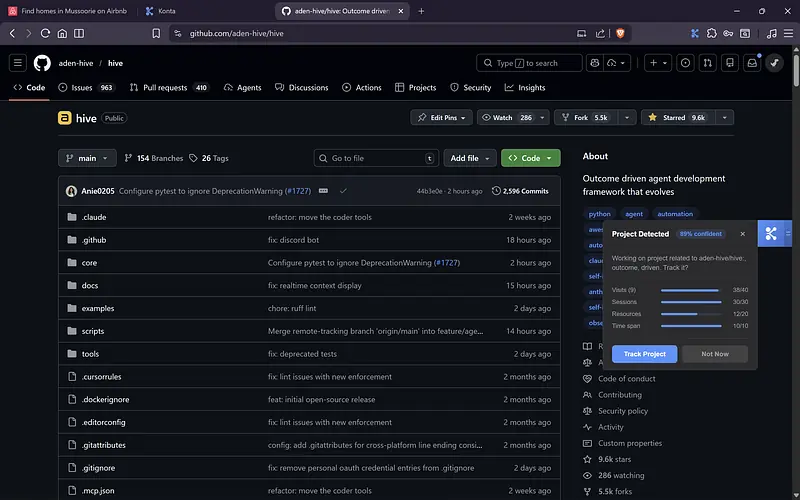 Find homes in Mussoorie on Airbnb
Konta
aden-hive/hive: Outcome driven
github.com/aden-hive/hive
aden-hive / hive
Type / to search
Code
Issues 963
Pull requests 410
Agents
Discussions
Actions
Projects
Security
Insights
hive Public
Edit Pins
Watch 286
Fork 5.5k
Starred 9.6k
main
154 Branches
26 Tags
Go to file
t
Add file
Code
Anie0205 Configure pytest to ignore DeprecationWarning (#1727)
44b3e0e · 2 hours ago
2,596 Commits
.claude refactor: move the coder tools 2 weeks ago
.github fix: discord bot 18 hours ago
core Configure pytest to ignore DeprecationWarning (#1727) 2 hours ago
docs fix: realtime context display 15 hours ago
examples chore: ruff lint 2 days ago
scripts Merge remote-tracking branch 'origin/main' into feature/age... 14 hours ago
tools fix: deprecated tests 2 days ago
.cursorrules fix: lint issues with new enforcement 2 months ago
.dockerignore feat: initial open-source release 2 months ago
.editorconfig fix: lint issues with new enforcement 2 months ago
.gitattributes config: add .gitattributes for cross-platform line ending consi... 2 months ago
.gitignore fix: remove personal oauth credential entries from .gitignore 2 days ago
.mcp.json refactor: move the coder tools 2 weeks ago
About
Outcome driven agent development
framework that evolves
python agent automation
Project Detected 89% confident
Working on project related to aden-hive/hive:,
outcome, driven. Track it?
Visits (9) 38/40
Sessions 30/30
Resources 12/20
Time span 10/10
Track Project
Not Now
Code of conduct
Contributing
Security policy
Activity
Custom properties
9.6k stars
286 watching
5.5k forks